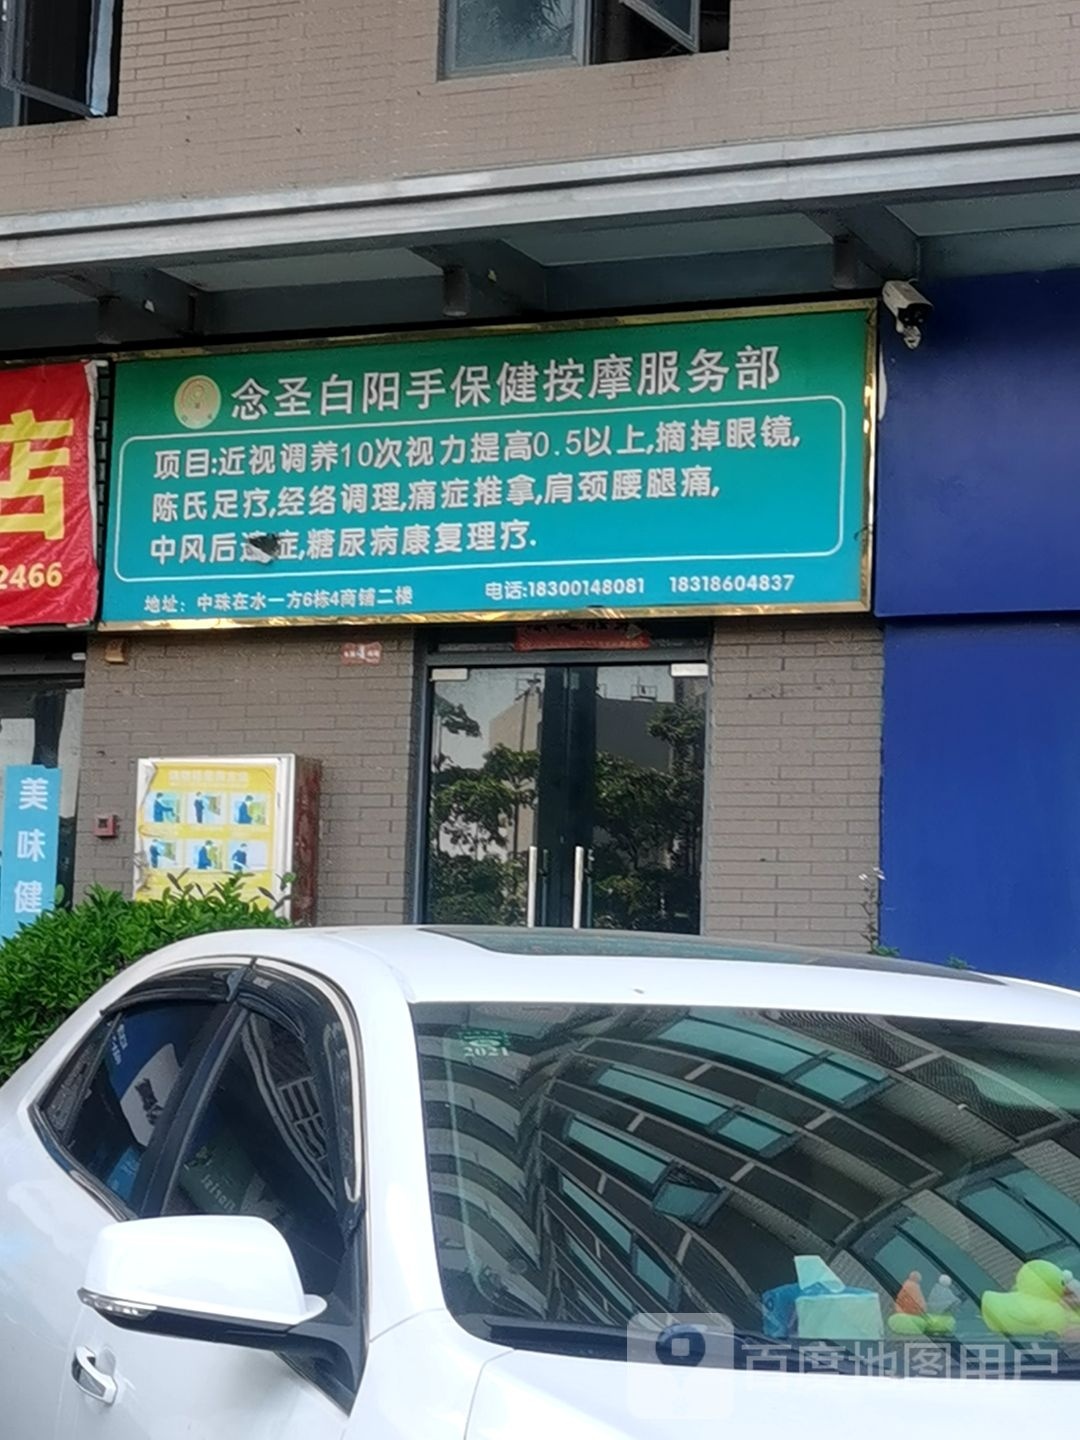 念圣白阳手保健按摩服务部
项目:近视调养10次视力提高0.5以上,摘掉眼镜,
陈氏足疗,经络调理,痛症推拿,肩颈腰腿痛,
中风后遗症,糖尿病康复理疗.
地址：中珠在水一方6栋4商铺二楼 电话:18300148081 18318604837
店
2466
美味健
2021
百度地图用户